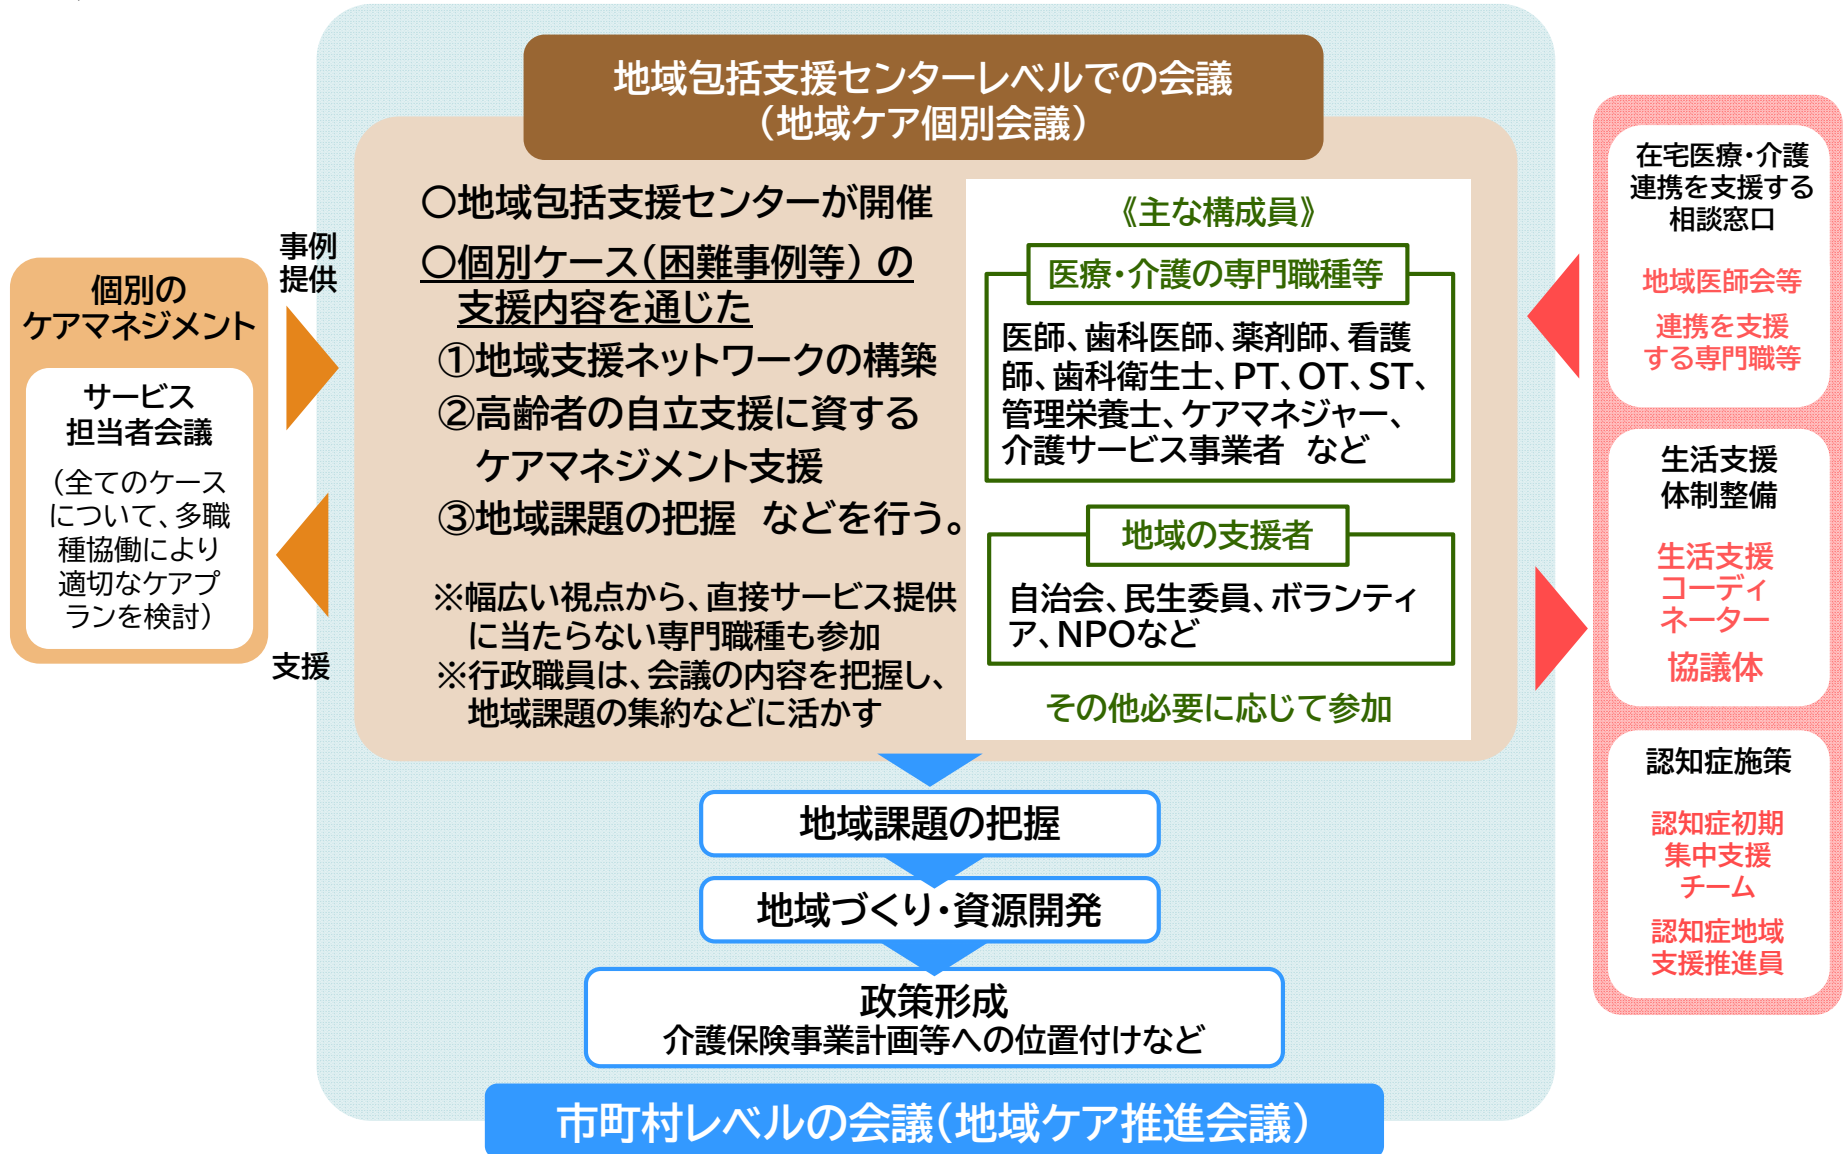 地域包括支援センターレベルでの会議
（地域ケア個別会議）
事例
提供
個別の
ケアマネジメント
サービス
担当者会議
（全てのケース
について、多職
種協働により
適切なケアプ
ランを検討）
支援
〇地域包括支援センターが開催
〇個別ケース（困難事例等）の
支援内容を通じた
①地域支援ネットワークの構築
②高齢者の自立支援に資する
ケアマネジメント支援
③地域課題の把握　などを行う。
※幅広い視点から、直接サービス提供
に当たらない専門職種も参加
※行政職員は、会議の内容を把握し、
地域課題の集約などに活かす
《主な構成員》
医療・介護の専門職種等
医師、歯科医師、薬剤師、看護
師、歯科衛生士、PT、OT、ST、
管理栄養士、ケアマネジャー、
介護サービス事業者　など
地域の支援者
自治会、民生委員、ボランティ
ア、NPOなど
その他必要に応じて参加
地域課題の把握
地域づくり・資源開発
政策形成
介護保険事業計画等への位置付けなど
市町村レベルの会議（地域ケア推進会議）
在宅医療・介護
連携を支援する
相談窓口
地域医師会等
連携を支援
する専門職等
生活支援
体制整備
生活支援
コーディ
ネーター
協議体
認知症施策
認知症初期
集中支援
チーム
認知症地域
支援推進員